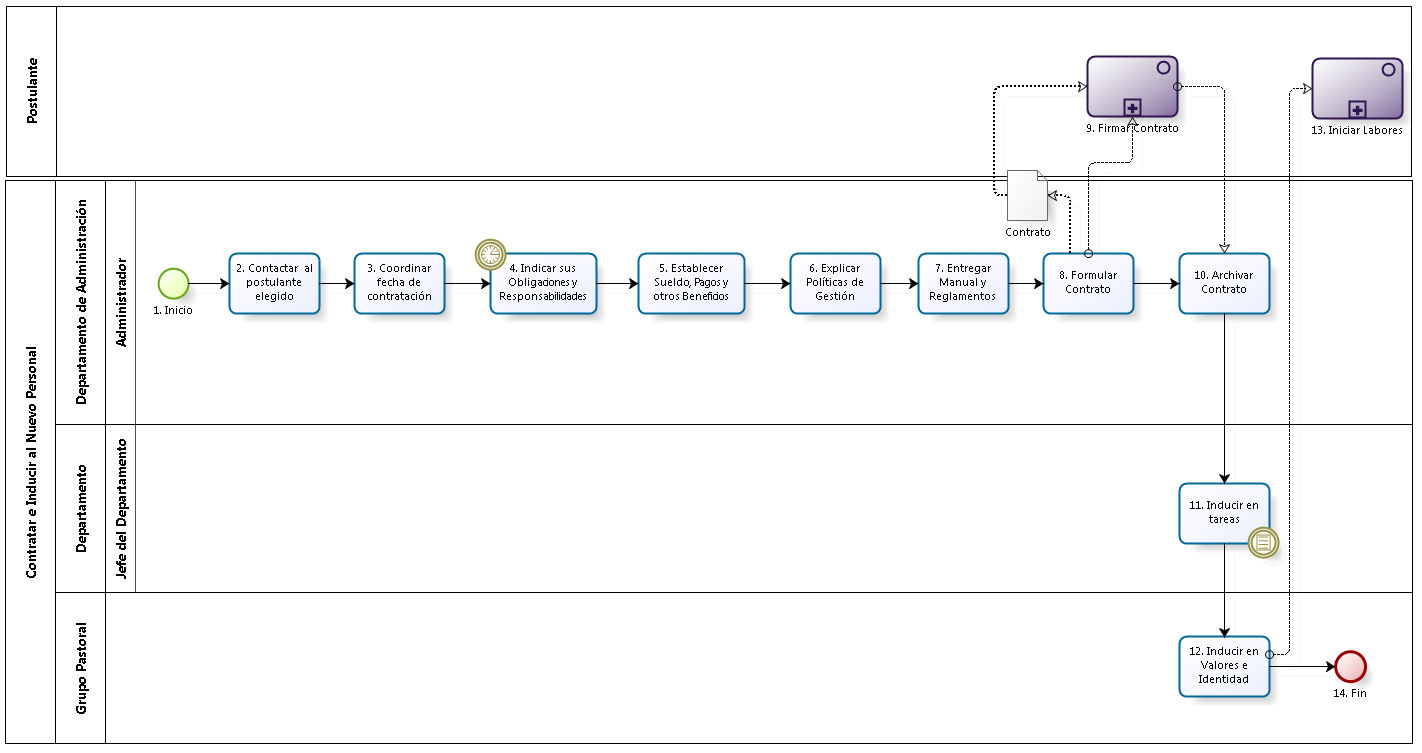 Postulante
9. Firmar Contrato
13. Iniciar Labores
Contratar e Inducir al Nuevo Personal
Departamento de Administración
Administrador
Contrato
1. Inicio
2. Contactar al
postulante
elegido
3. Coordinar
fecha de
contratación
4. Indicar sus
Obligaciones y
Responsabilidades
5. Establecer
Sueldo, Pagos y
otros Beneficios
6. Explicar
Políticas de
Gestión
7. Entregar
Manual y
Reglamentos
8. Formular
Contrato
10. Archivar
Contrato
Departamento
Jefe del Departamento
11. Inducir en
tareas
Grupo Pastoral
12. Inducir en
Valores e
Identidad
14. Fin